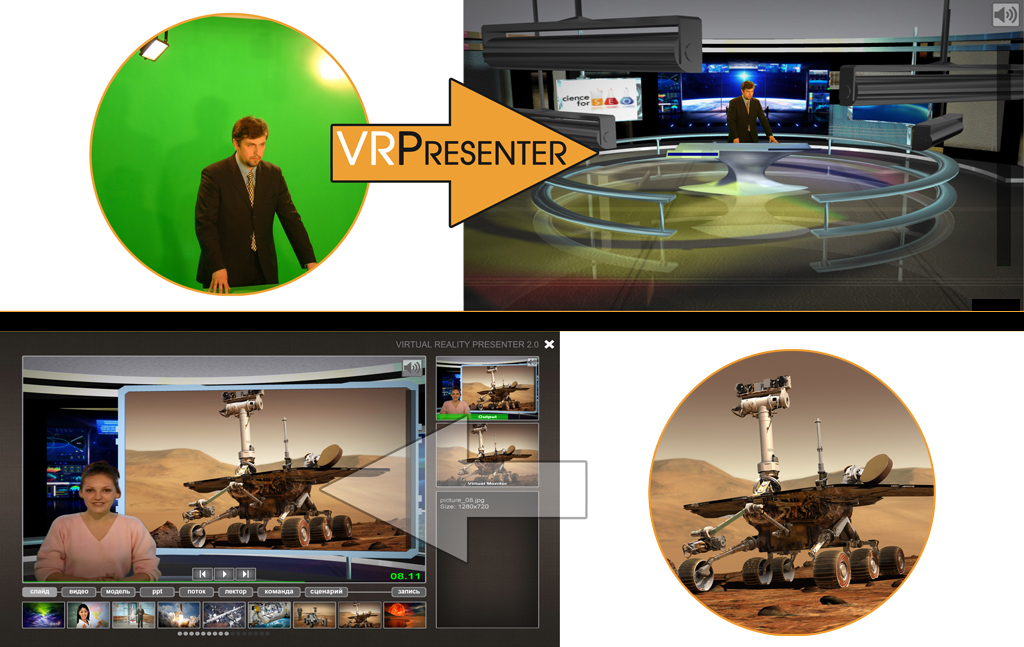 VRPRESENTER
cience
for SEO
VIRTUAL REALITY PRESENTER 2.0
Output
Virtual Monitor
picture_08.jpg
Size: 1280x720
08.11
слайд видео модель ppt поток лектор команда сценарий запись